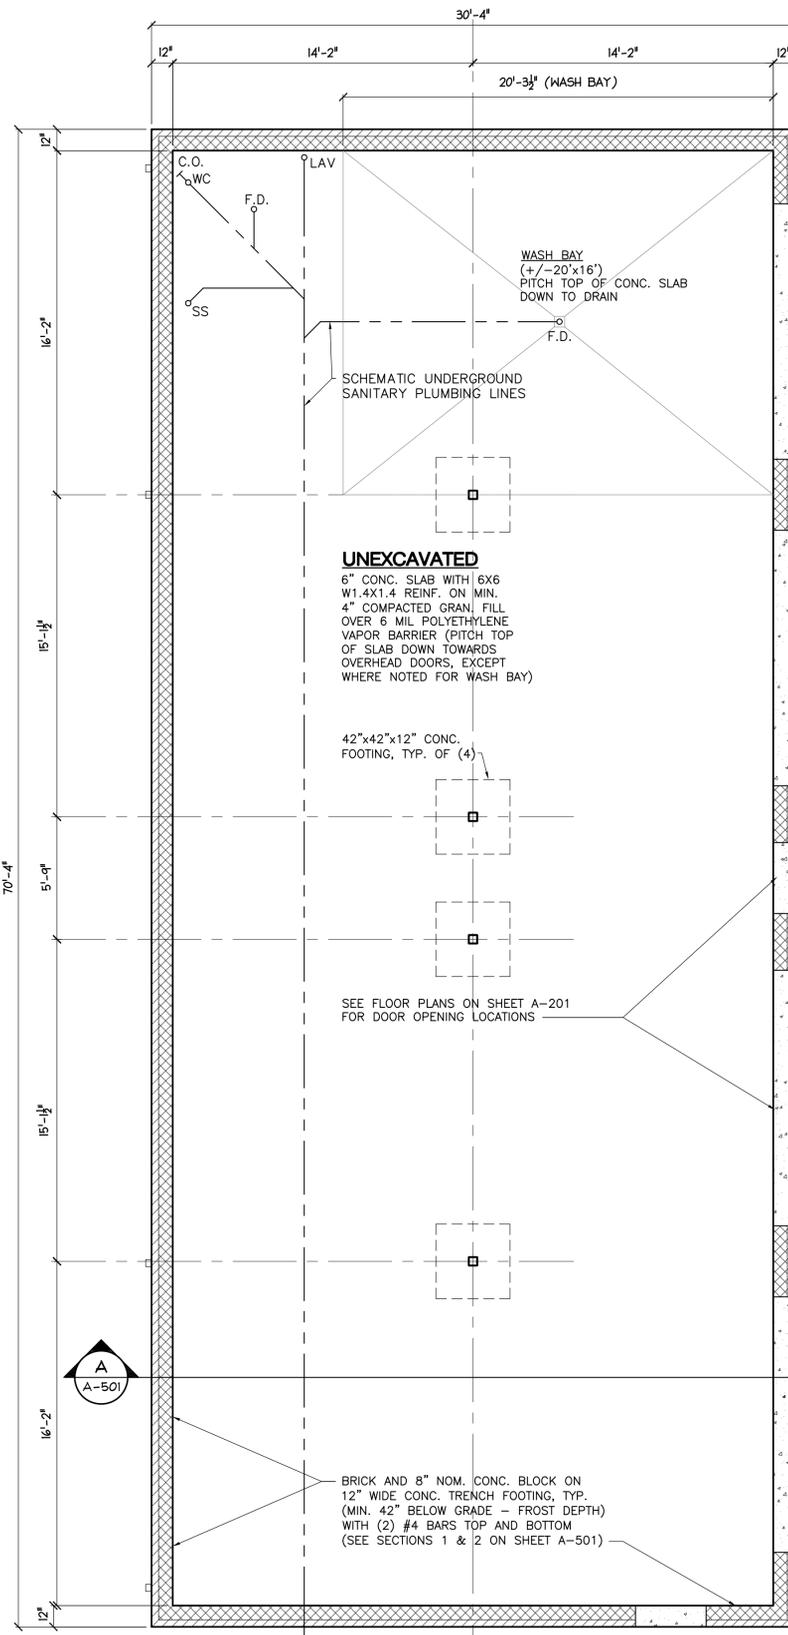 30'-4"
12"
14'-2"
14'-2"
12"
20'-3½" (WASH BAY)
12"
C.O.
WC
LAV
F.D.
SS
WASH BAY
(+/-20'x16')
PITCH TOP OF CONC. SLAB
DOWN TO DRAIN
F.D.
16'-2"
SCHEMATIC UNDERGROUND
SANITARY PLUMBING LINES
UNEXCAVATED
6" CONC. SLAB WITH 6X6
W1.4X1.4 REINF. ON MIN.
4" COMPACTED GRAN. FILL
OVER 6 MIL POLYETHYLENE
VAPOR BARRIER (PITCH TOP
OF SLAB DOWN TOWARDS
OVERHEAD DOORS, EXCEPT
WHERE NOTED FOR WASH BAY)
15'-1½"
42"x42"x12" CONC.
FOOTING, TYP. OF (4)
70'-4"
5'-9"
SEE FLOOR PLANS ON SHEET A-201
FOR DOOR OPENING LOCATIONS
15'-1½"
A
A-501
16'-2"
BRICK AND 8" NOM. CONC. BLOCK ON
12" WIDE CONC. TRENCH FOOTING, TYP.
(MIN. 42" BELOW GRADE - FROST DEPTH)
WITH (2) #4 BARS TOP AND BOTTOM
(SEE SECTIONS 1 & 2 ON SHEET A-501)
12"